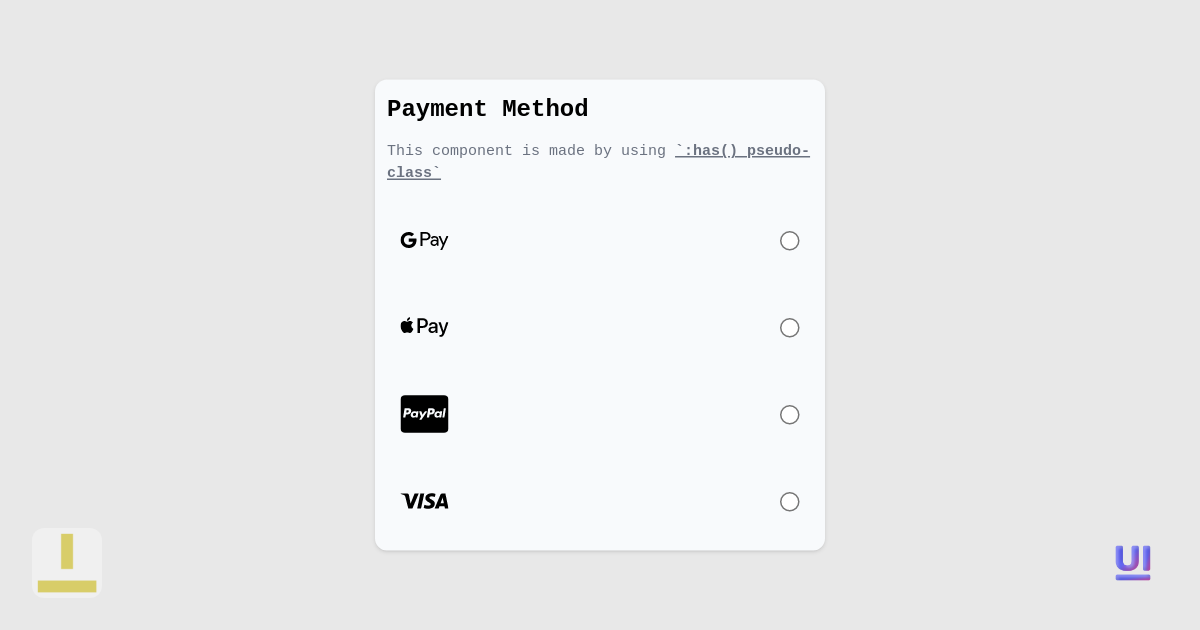 Payment Method
This component is made by using `:has() pseudo-
class`
G Pay
Pay
PayPal
VISA
UI